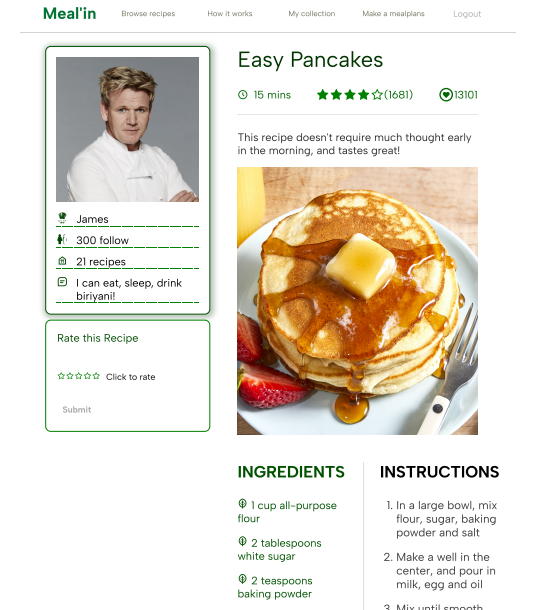 Meal'in
Browse recipes
How it works
My collection
Make a mealplans
Logout
James
300 follow
21 recipes
I can eat, sleep, drink
biriyani!
Rate this Recipe
Click to rate
Submit
Easy Pancakes
15 mins
(1681)
13101
This recipe doesn't require much thought early
in the morning, and tastes great!
INGREDIENTS
1 cup all-purpose
flour
2 tablespoons
white sugar
2 teaspoons
baking powder
INSTRUCTIONS
1. In a large bowl, mix
flour, sugar, baking
powder and salt
2. Make a well in the
center, and pour in
milk, egg and oil
3. Mix until smooth